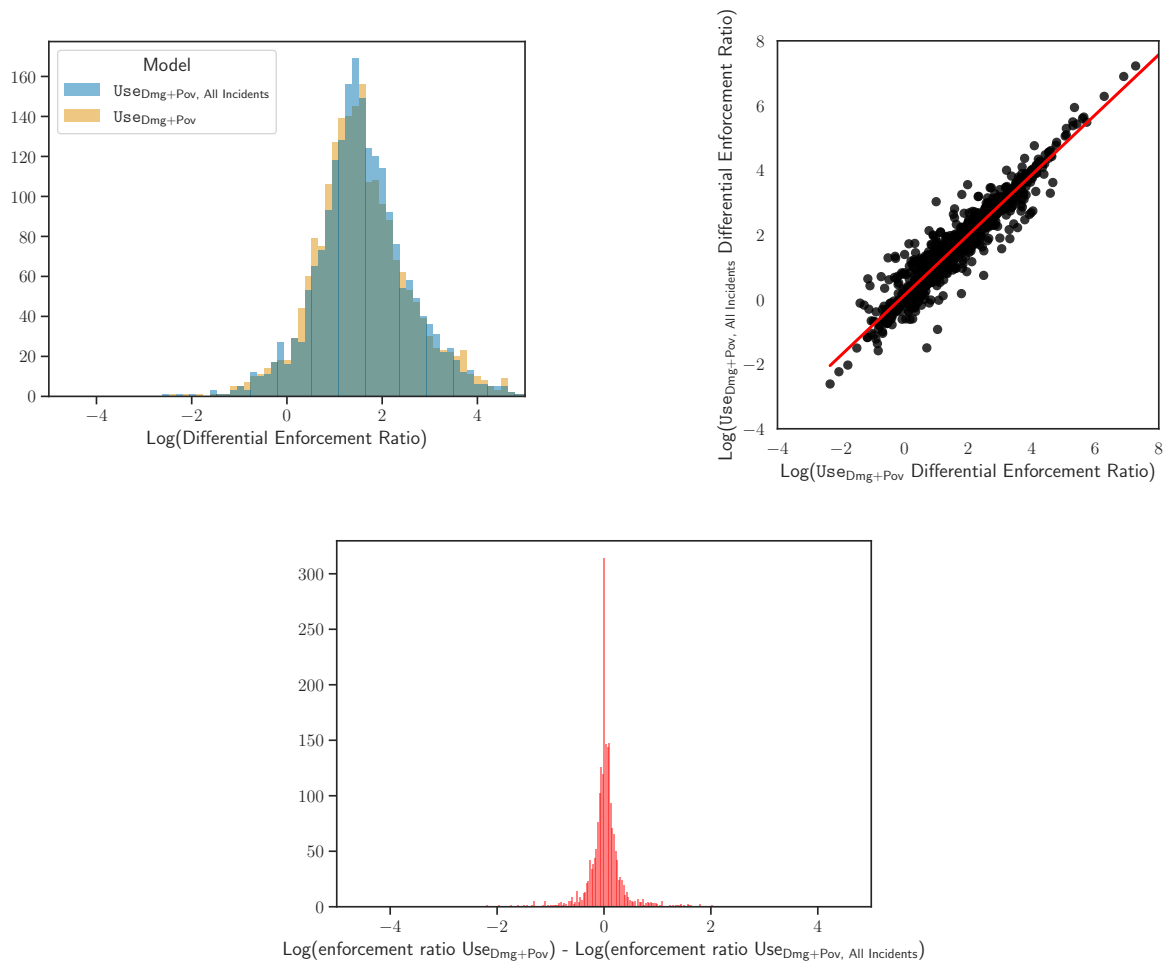 Model
Use_Dmg+Pov, All Incidents
Use_Dmg+Pov
160
140
120
100
80
60
40
20
0
−4 −2 0 2 4
Log(Differential Enforcement Ratio)
Log(Use_Dmg+Pov, All Incidents Differential Enforcement Ratio)
8
6
4
2
0
−2
−4
−4 −2 0 2 4 6 8
Log(Use_Dmg+Pov Differential Enforcement Ratio)
300
250
200
150
100
50
0
−4 −2 0 2 4
Log(enforcement ratio Use_Dmg+Pov) - Log(enforcement ratio Use_Dmg+Pov, All Incidents)